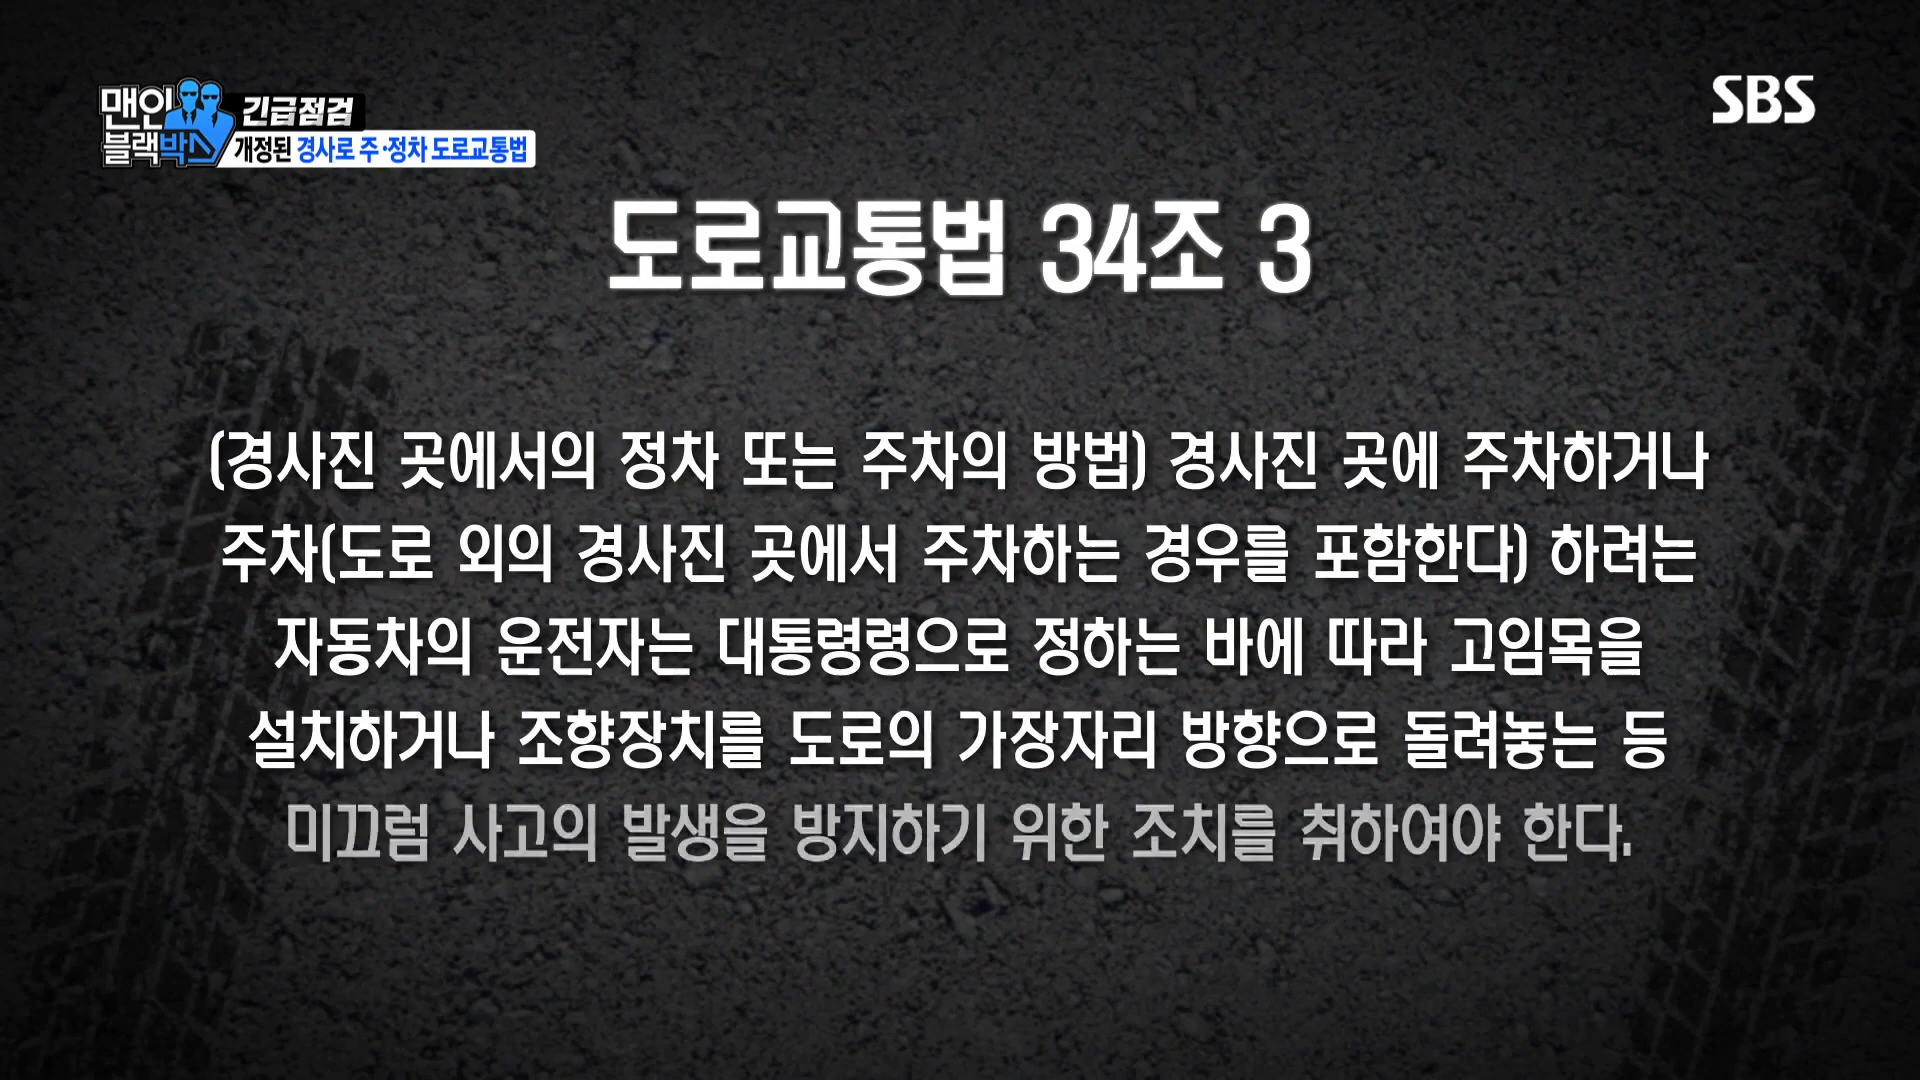 맨인
블랙박스
긴급점검
개정된 경사로 주·정차 도로교통법
SBS
도로교통법 34조 3
(경사진 곳에서의 정차 또는 주차의 방법) 경사진 곳에 주차하거나
주차(도로 외의 경사진 곳에서 주차하는 경우를 포함한다) 하려는
자동차의 운전자는 대통령령으로 정하는 바에 따라 고임목을
설치하거나 조향장치를 도로의 가장자리 방향으로 돌려놓는 등
미끄럼 사고의 발생을 방지하기 위한 조치를 취하여야 한다.